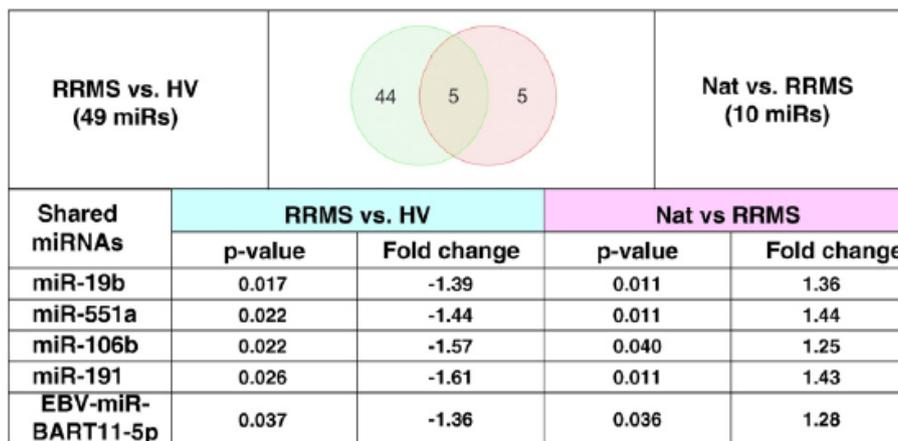 RRMS vs. HV
(49 miRs)
44 5 5
Nat vs. RRMS
(10 miRs)
Shared
miRNAs
RRMS vs. HV Nat vs RRMS
p-value Fold change p-value Fold change
miR-19b 0.017 -1.39 0.011 1.36
miR-551a 0.022 -1.44 0.011 1.44
miR-106b 0.022 -1.57 0.040 1.25
miR-191 0.026 -1.61 0.011 1.43
EBV-miR-
BART11-5p 0.037 -1.36 0.036 1.28